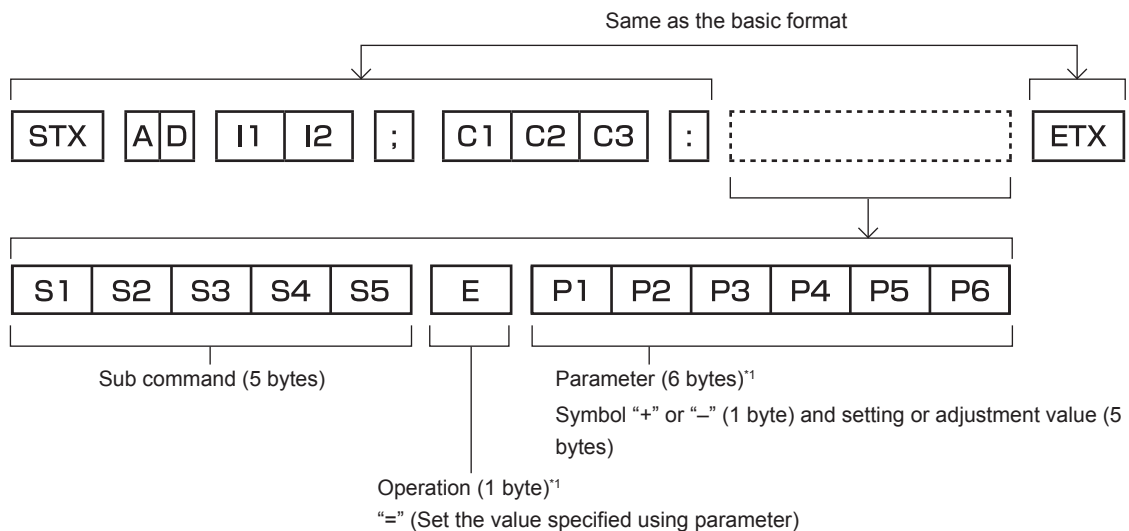 Same as the basic format
STX A D I1 I2 ; C1 C2 C3 : ETX
S1 S2 S3 S4 S5 E P1 P2 P3 P4 P5 P6
Sub command (5 bytes)
Parameter (6 bytes)*1
Symbol “+” or “–” (1 byte) and setting or adjustment value (5
bytes)
Operation (1 byte)*1
“=” (Set the value specified using parameter)